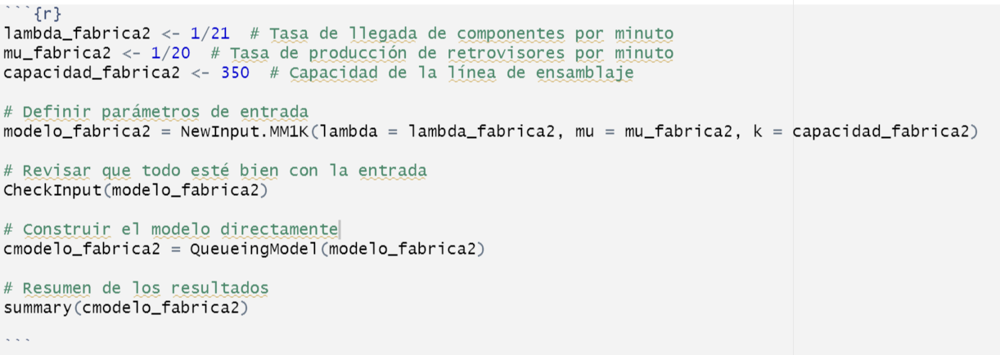 ```{r}
lambda_fabrica2 <- 1/21  # Tasa de llegada de componentes por minuto
mu_fabrica2 <- 1/20  # Tasa de producción de retrovisores por minuto
capacidad_fabrica2 <- 350  # Capacidad de la línea de ensamblaje

# Definir parámetros de entrada
modelo_fabrica2 = NewInput.MM1K(lambda = lambda_fabrica2, mu = mu_fabrica2, k = capacidad_fabrica2)

# Revisar que todo esté bien con la entrada
CheckInput(modelo_fabrica2)

# Construir el modelo directamente
cmodelo_fabrica2 = QueueingModel(modelo_fabrica2)

# Resumen de los resultados
summary(cmodelo_fabrica2)

```